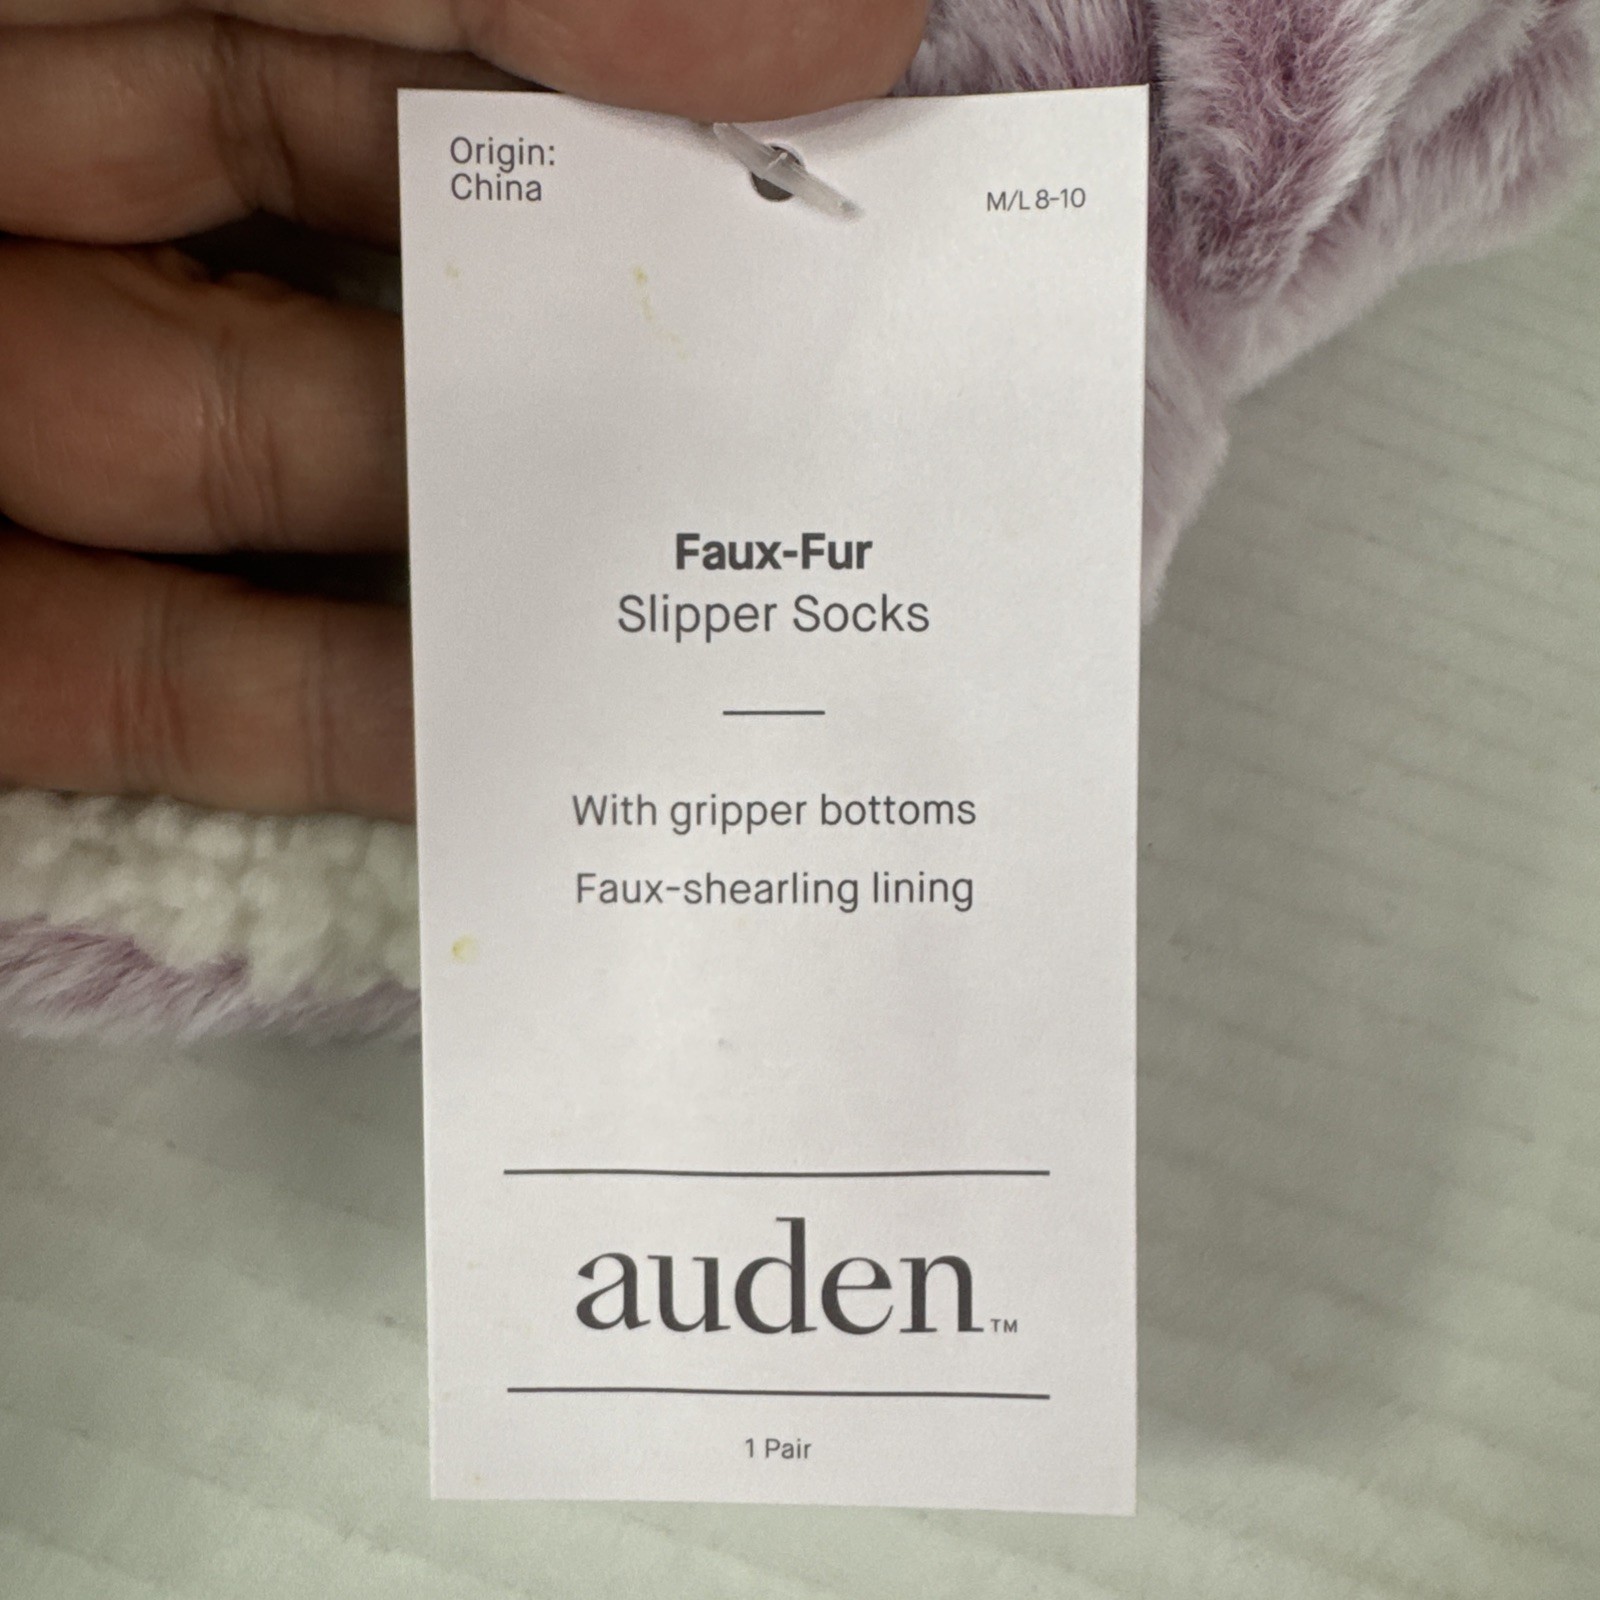 Origin:
China
M/L 8-10
Faux-Fur
Slipper Socks
With gripper bottoms
Faux-shearling lining
auden™
1 Pair